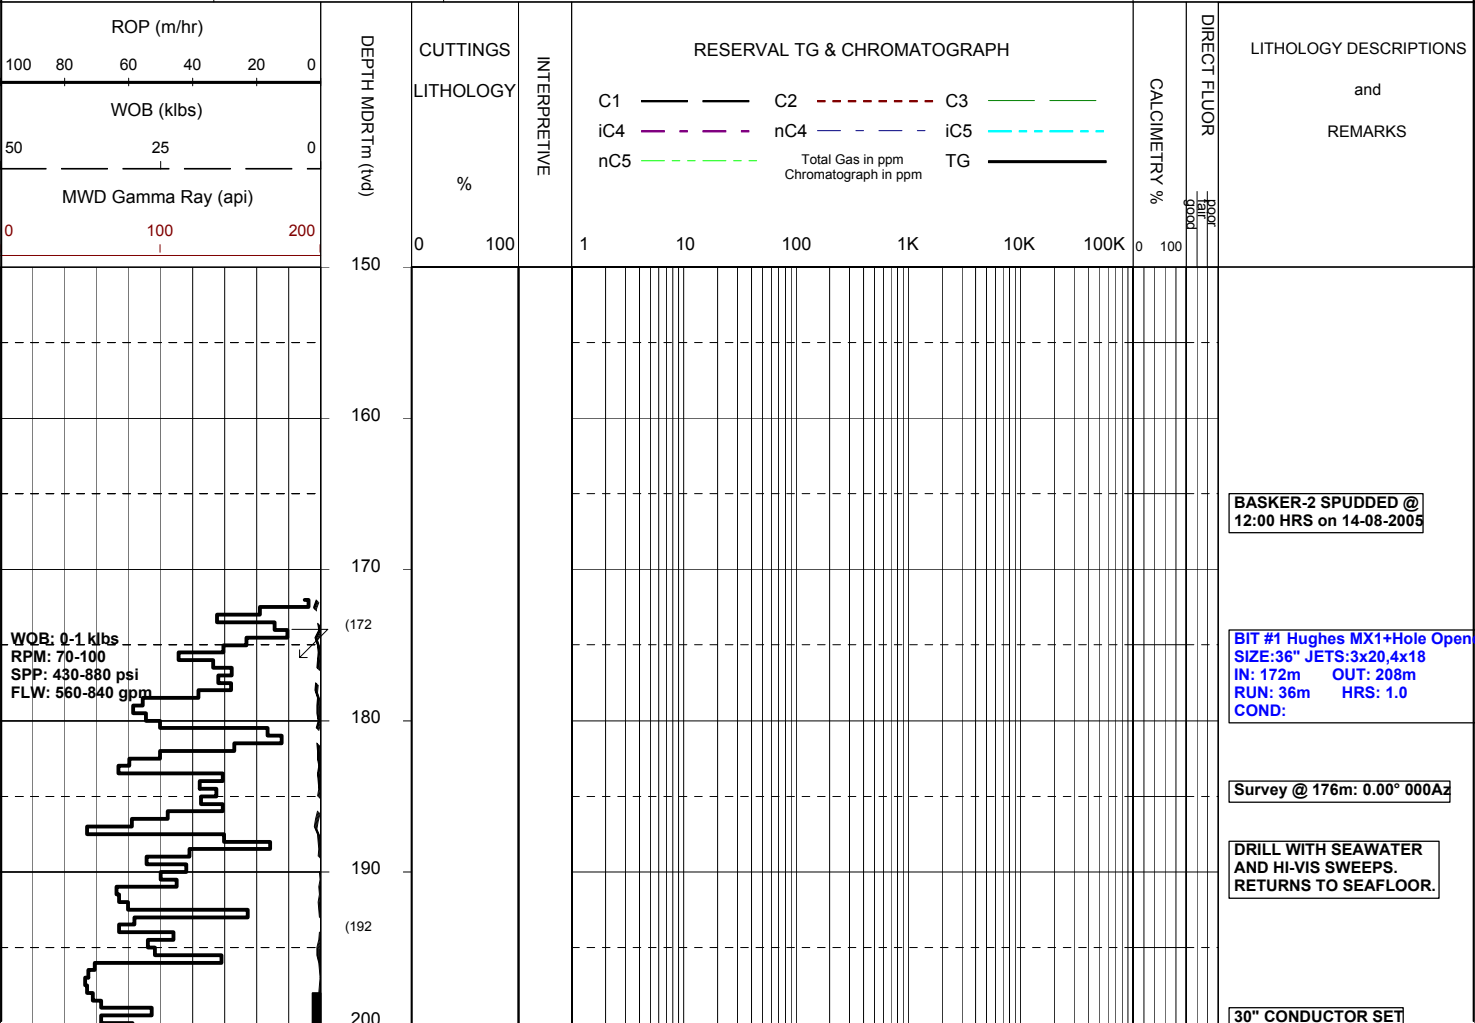 ROP (m/hr)
100 80 60 40 20 0
WOB (klbs)
50 25 0
MWD Gamma Ray (api)
0 100 200
DEPTH MDRTm (tvd)
CUTTINGS
LITHOLOGY
%
0 100
INTERPRETIVE
RESERVAL TG & CHROMATOGRAPH
C1 C2 C3
iC4 nC4 iC5
nC5 Total Gas in ppm TG
Chromatograph in ppm
1 10 100 1K 10K 100K
CALCIMETRY %
0 100
DIRECT FLUOR
poor
fair
good
LITHOLOGY DESCRIPTIONS
and
REMARKS
150
160
BASKER-2 SPUDDED @
12:00 HRS on 14-08-2005
170
(172
WOB: 0-1 klbs
RPM: 70-100
SPP: 430-880 psi
FLW: 560-840 gpm
BIT #1 Hughes MX1+Hole Open
SIZE:36" JETS:3x20,4x18
IN: 172m OUT: 208m
RUN: 36m HRS: 1.0
COND:
180
Survey @ 176m: 0.00° 000Az
DRILL WITH SEAWATER
AND HI-VIS SWEEPS.
RETURNS TO SEAFLOOR.
190
(192
200
30" CONDUCTOR SET